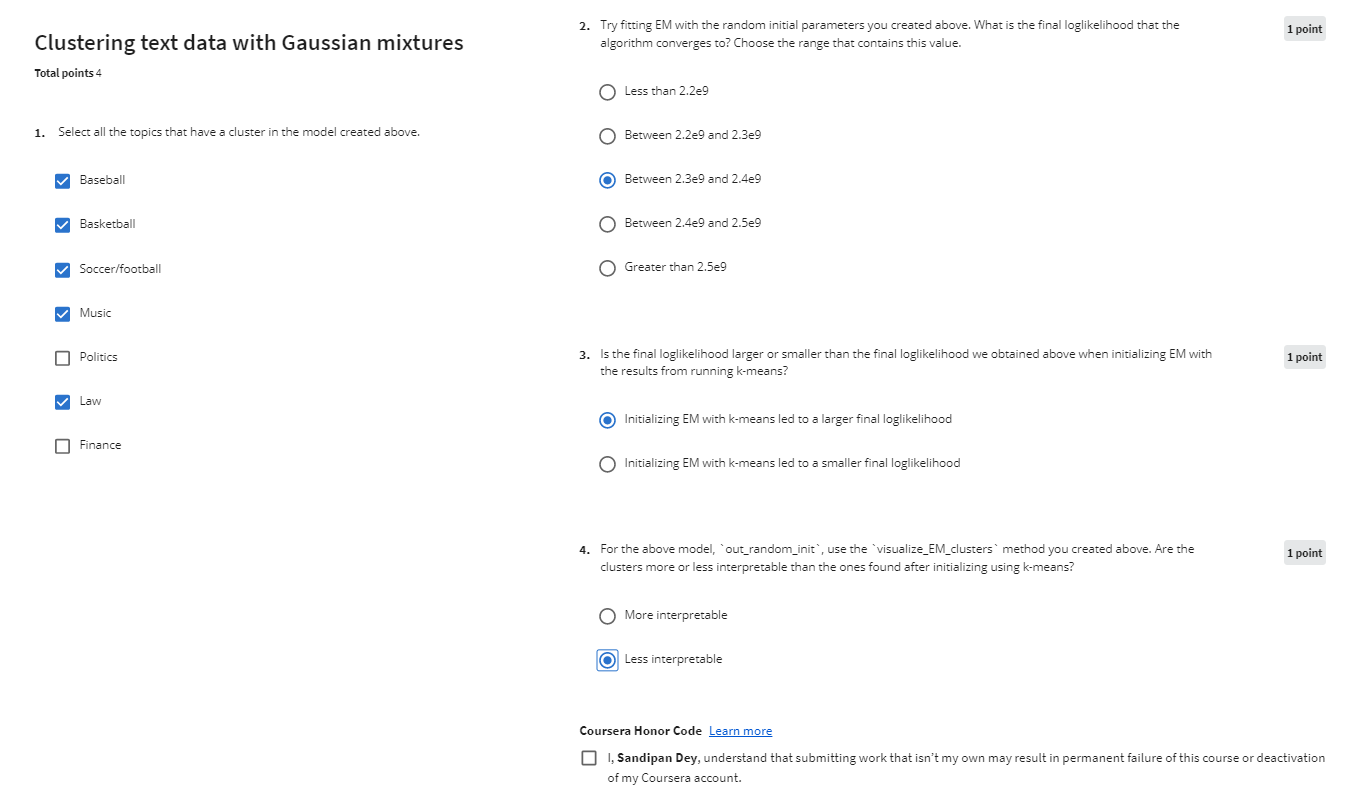 Clustering text data with Gaussian mixtures
Total points 4
1. Select all the topics that have a cluster in the model created above.
Baseball
Basketball
Soccer/football
Music
Politics
Law
Finance
2. Try fitting EM with the random initial parameters you created above. What is the final loglikelihood that the
algorithm converges to? Choose the range that contains this value.
1 point
Less than 2.2e9
Between 2.2e9 and 2.3e9
Between 2.3e9 and 2.4e9
Between 2.4e9 and 2.5e9
Greater than 2.5e9
3. Is the final loglikelihood larger or smaller than the final loglikelihood we obtained above when initializing EM with
the results from running k-means?
1 point
Initializing EM with k-means led to a larger final loglikelihood
Initializing EM with k-means led to a smaller final loglikelihood
4. For the above model, `out_random_init`, use the `visualize_EM_clusters` method you created above. Are the
clusters more or less interpretable than the ones found after initializing using k-means?
1 point
More interpretable
Less interpretable
Coursera Honor Code Learn more
I, Sandipan Dey, understand that submitting work that isn't my own may result in permanent failure of this course or deactivation
of my Coursera account.